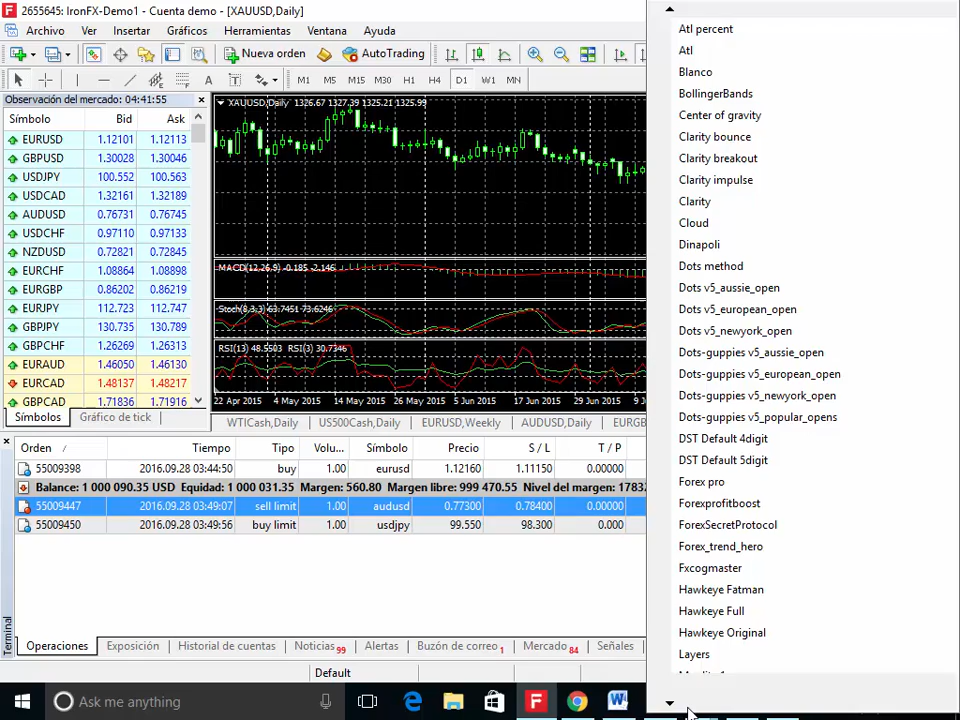 2655645: IronFX-Demo1 - Cuenta demo - [XAUUSD,Daily]
Archivo Ver Insertar Gráficos Herramientas Ventana Ayuda
Nueva orden AutoTrading
A T M1 M5 M15 M30 H1 H4 D1 W1 MN
Observación del mercado: 04:41:55
Símbolo Bid Ask
EURUSD 1.12101 1.12113
GBPUSD 1.30028 1.30046
USDJPY 100.552 100.563
USDCAD 1.32161 1.32189
AUDUSD 0.76731 0.76745
USDCHF 0.97110 0.97133
NZDUSD 0.72821 0.72845
EURCHF 1.08864 1.08898
EURGBP 0.86202 0.86219
EURJPY 112.723 112.747
GBPJPY 130.735 130.789
GBPCHF 1.26269 1.26313
EURAUD 1.46050 1.46130
EURCAD 1.48137 1.48217
GBPCAD 1.71836 1.71916
Símbolos Gráfico de tick
XAUUSD,Daily 1326.67 1327.39 1325.21 1325.99
MACD(12,26,9) -0.185 -2.146
Stoch(8,3,3) 63.7451 73.6246
RSI(13) 48.5503 RSI(3) 30.7346
22 Apr 2015 4 May 2015 14 May 2015 26 May 2015 5 Jun 2015 17 Jun 2015
WTICash,Daily US500Cash,Daily EURUSD,Weekly AUDUSD,Daily EURGB
Orden / Tiempo Tipo Volu... Símbolo Precio S / L T / P
55009398 2016.09.28 03:44:50 buy 1.00 eurusd 1.12160 1.11150 0.00000
Balance: 1 000 090.35 USD Equidad: 1 000 031.35 Margen: 560.80 Margen libre: 999 470.55 Nivel del margen: 1783
55009447 2016.09.28 03:49:07 sell limit 1.00 audusd 0.77300 0.78400 0.00000
55009450 2016.09.28 03:49:56 buy limit 1.00 usdjpy 99.550 98.300 0.000
Terminal
Operaciones Exposición Historial de cuentas Noticias 99 Alertas Buzón de correo 1 Mercado 84 Señales
Default
Ask me anything
Atl percent
Atl
Blanco
BollingerBands
Center of gravity
Clarity bounce
Clarity breakout
Clarity impulse
Clarity
Cloud
Dinapoli
Dots method
Dots v5_aussie_open
Dots v5_european_open
Dots v5_newyork_open
Dots-guppies v5_aussie_open
Dots-guppies v5_european_open
Dots-guppies v5_newyork_open
Dots-guppies v5_popular_opens
DST Default 4digit
DST Default 5digit
Forex pro
Forexprofitboost
ForexSecretProtocol
Forex_trend_hero
Fxcogmaster
Hawkeye Fatman
Hawkeye Full
Hawkeye Original
Layers